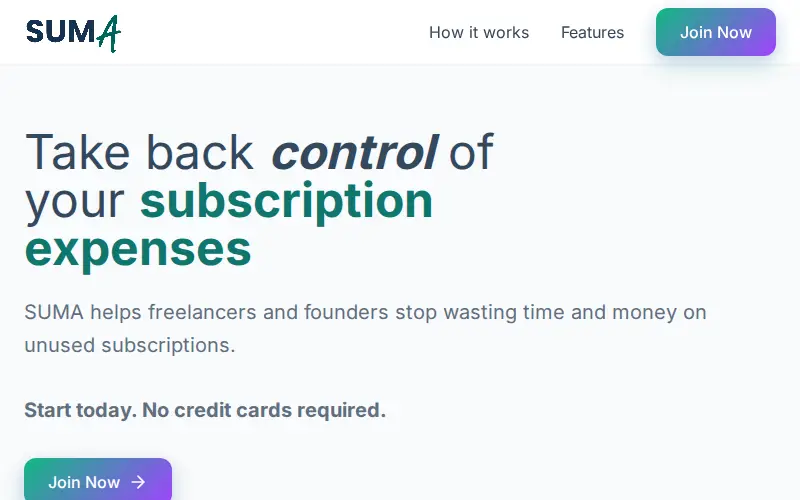 SUMA
How it works
Features
Join Now
Take back control of
your subscription
expenses
SUMA helps freelancers and founders stop wasting time and money on
unused subscriptions.
Start today. No credit cards required.
Join Now